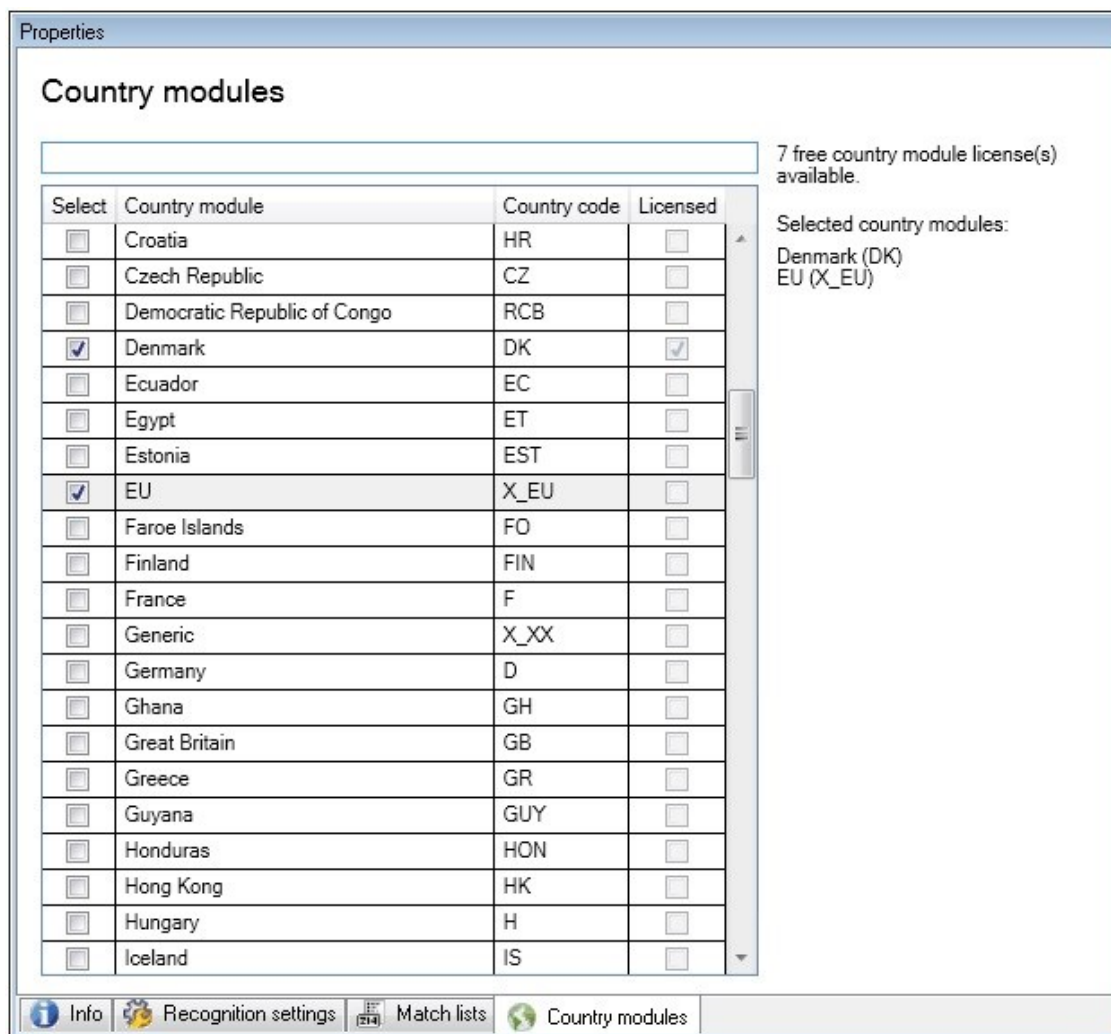 Properties
Country modules
7 free country module license(s)
available.
Selected country modules:
Denmark (DK)
EU (X_EU)
Select Country module Country code Licensed
Croatia HR
Czech Republic CZ
Democratic Republic of Congo RCB
Denmark DK
Ecuador EC
Egypt ET
Estonia EST
EU X_EU
Faroe Islands FO
Finland FIN
France F
Generic X_XX
Germany D
Ghana GH
Great Britain GB
Greece GR
Guyana GUY
Honduras HON
Hong Kong HK
Hungary H
Iceland IS
Info Recognition settings Match lists Country modules